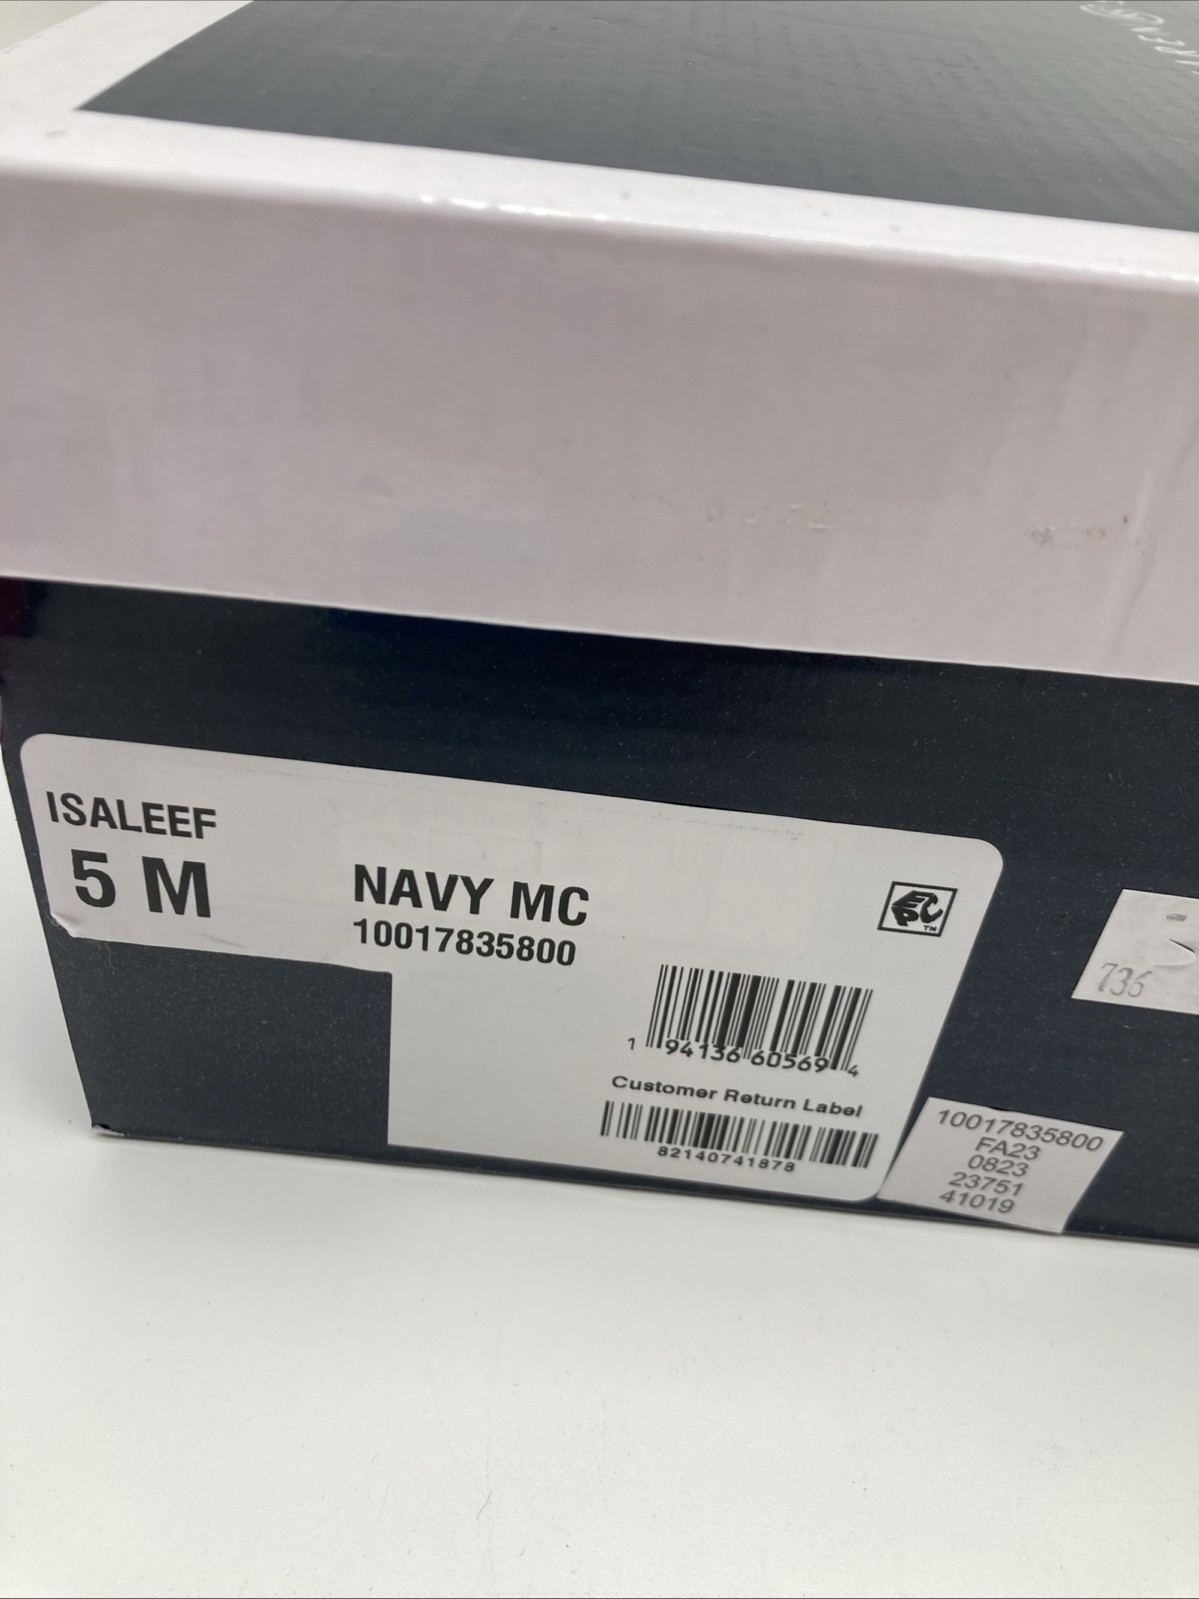 ISALEEF
5 M
NAVY MC
10017835800
EPC™
1 94136 60569 4
Customer Return Label
82140741878
10017835800
FA23
0823
23751
41019
736